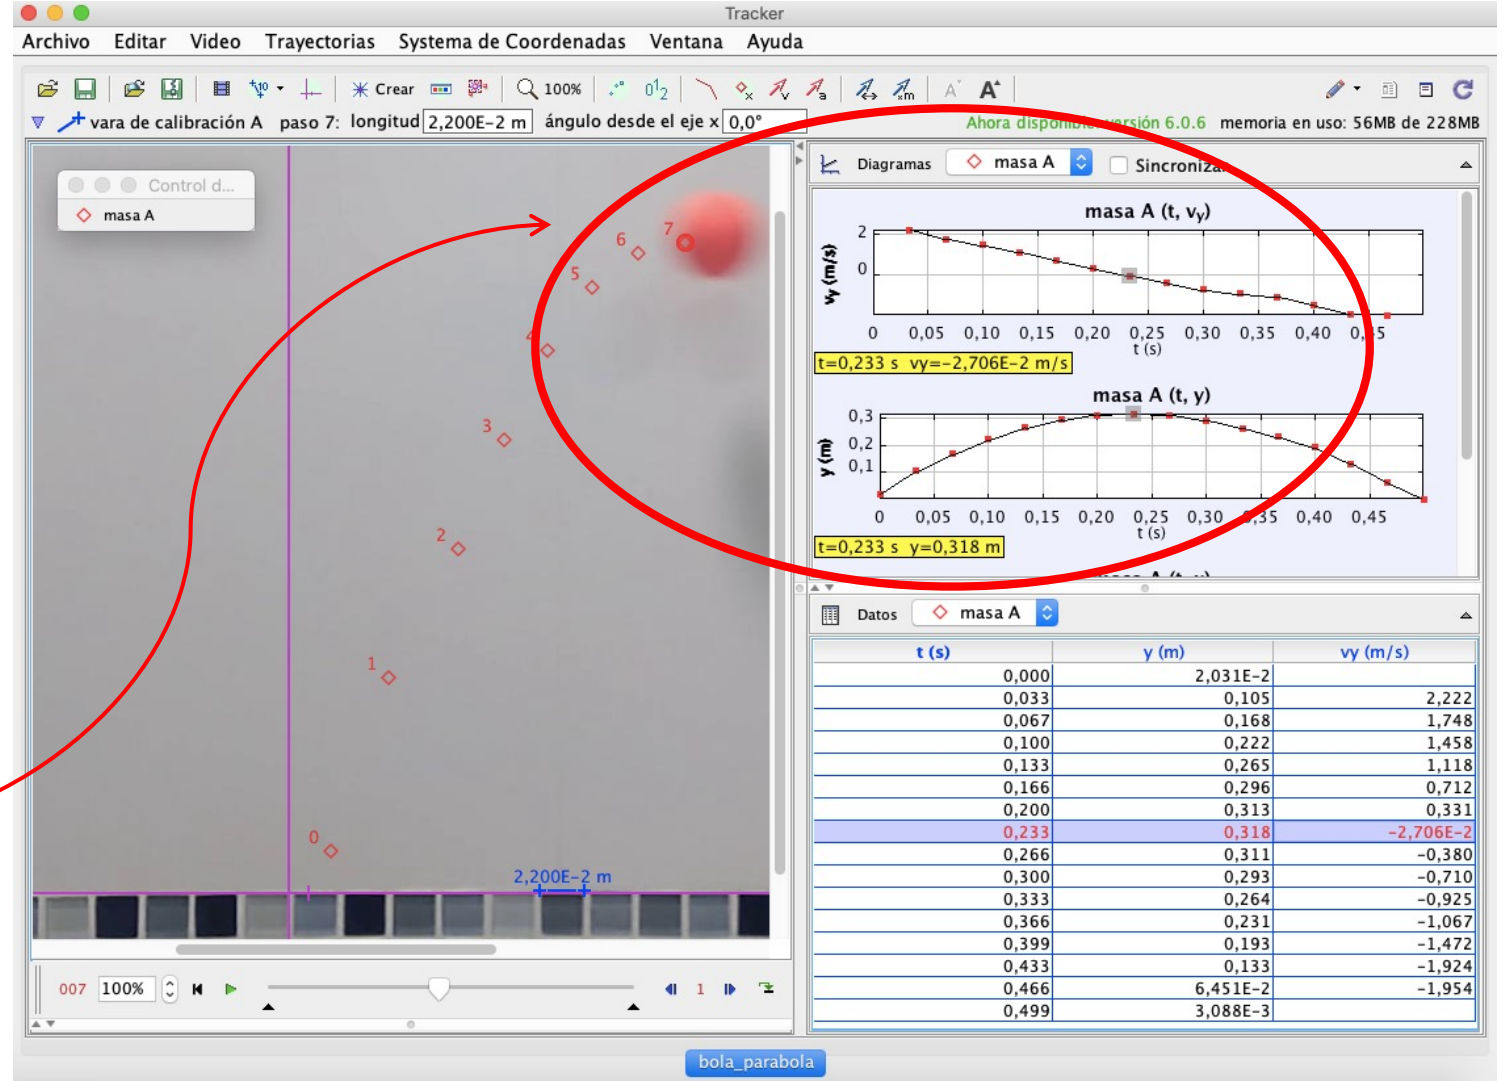 Tracker
Archivo Editar Video Trayectorias Systema de Coordenadas Ventana Ayuda
Crear 100%
vara de calibración A paso 7: longitud 2,200E-2 m ángulo desde el eje x 0,0° Ahora disponible: versión 6.0.6 memoria en uso: 56MB de 228MB
Control d...
masa A
7
6
5
4
3
2
1
0
2,200E-2 m
007 100% 1
Diagramas masa A Sincronizar
masa A (t, vy)
vy (m/s)
2
0
0 0,05 0,10 0,15 0,20 0,25 0,30 0,35 0,40 0,45
t (s)
t=0,233 s vy=-2,706E-2 m/s
masa A (t, y)
y (m)
0,3
0,2
0,1
0 0,05 0,10 0,15 0,20 0,25 0,30 0,35 0,40 0,45
t (s)
t=0,233 s y=0,318 m
Datos masa A
t (s) y (m) vy (m/s)
0,000 2,031E-2
0,033 0,105 2,222
0,067 0,168 1,748
0,100 0,222 1,458
0,133 0,265 1,118
0,166 0,296 0,712
0,200 0,313 0,331
0,233 0,318 -2,706E-2
0,266 0,311 -0,380
0,300 0,293 -0,710
0,333 0,264 -0,925
0,366 0,231 -1,067
0,399 0,193 -1,472
0,433 0,133 -1,924
0,466 6,451E-2 -1,954
0,499 3,088E-3
bola_parabola